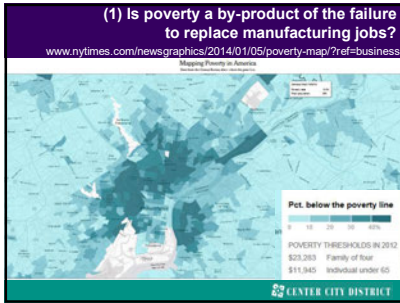 (1) Is poverty a by-product of the failure
to replace manufacturing jobs?
www.nytimes.com/newsgraphics/2014/01/05/poverty-map/?ref=business
Mapping Poverty in America
Pct. below the poverty line
0 10 20 30 40%
POVERTY THRESHOLDS IN 2012
$23,283 Family of four
$11,945 Individual under 65
CENTER CITY DISTRICT